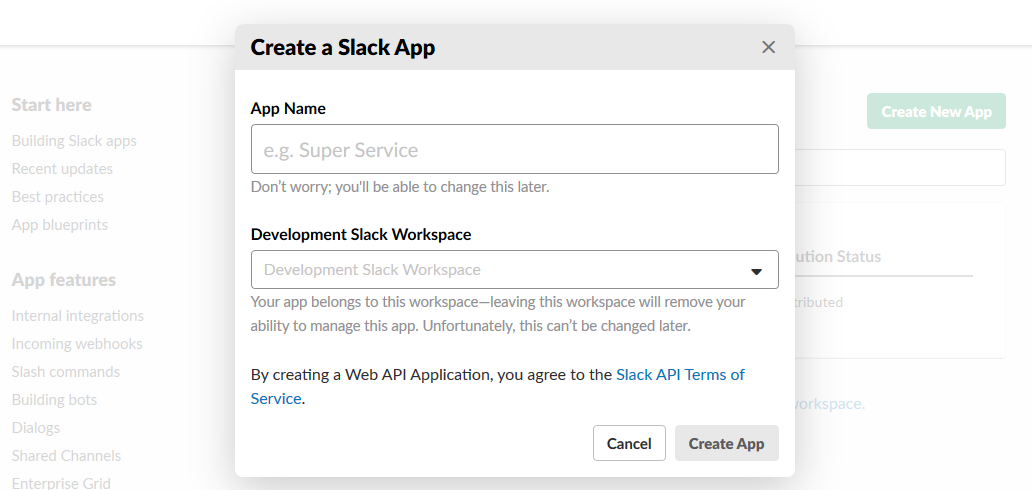 Create a Slack App
App Name
e.g. Super Service
Don't worry; you'll be able to change this later.
Development Slack Workspace
Development Slack Workspace
Your app belongs to this workspace—leaving this workspace will remove your
ability to manage this app. Unfortunately, this can't be changed later.
By creating a Web API Application, you agree to the Slack API Terms of
Service.
Cancel
Create App
Start here
Building Slack apps
Recent updates
Best practices
App blueprints
App features
Internal integrations
Incoming webhooks
Slash commands
Building bots
Dialogs
Shared Channels
Enterprise Grid
Create New App
ution Status
tributed
workspace.